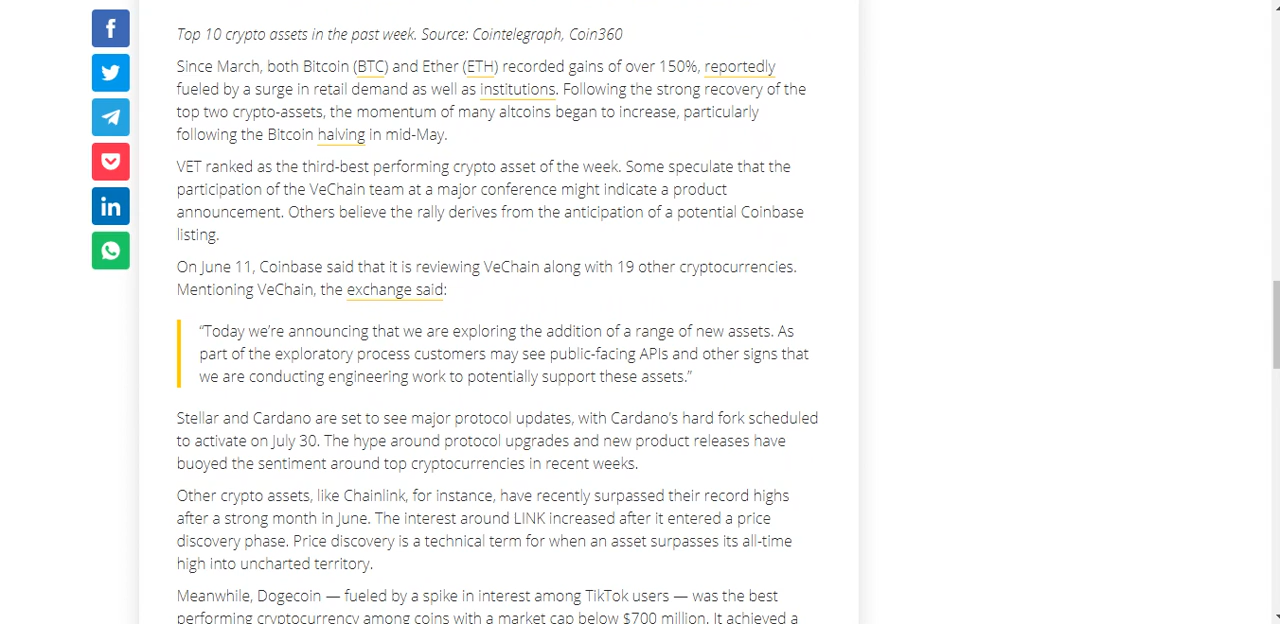 Top 10 crypto assets in the past week. Source: Cointelegraph, Coin360
Since March, both Bitcoin (BTC) and Ether (ETH) recorded gains of over 150%, reportedly
fueled by a surge in retail demand as well as institutions. Following the strong recovery of the
top two crypto-assets, the momentum of many altcoins began to increase, particularly
following the Bitcoin halving in mid-May.
VET ranked as the third-best performing crypto asset of the week. Some speculate that the
participation of the VeChain team at a major conference might indicate a product
announcement. Others believe the rally derives from the anticipation of a potential Coinbase
listing.
On June 11, Coinbase said that it is reviewing VeChain along with 19 other cryptocurrencies.
Mentioning VeChain, the exchange said:
“Today we’re announcing that we are exploring the addition of a range of new assets. As
part of the exploratory process customers may see public-facing APIs and other signs that
we are conducting engineering work to potentially support these assets.”
Stellar and Cardano are set to see major protocol updates, with Cardano’s hard fork scheduled
to activate on July 30. The hype around protocol upgrades and new product releases have
buoyed the sentiment around top cryptocurrencies in recent weeks.
Other crypto assets, like Chainlink, for instance, have recently surpassed their record highs
after a strong month in June. The interest around LINK increased after it entered a price
discovery phase. Price discovery is a technical term for when an asset surpasses its all-time
high into uncharted territory.
Meanwhile, Dogecoin — fueled by a spike in interest among TikTok users — was the best
performing cryptocurrency among coins with a market cap below $700 million. It achieved a